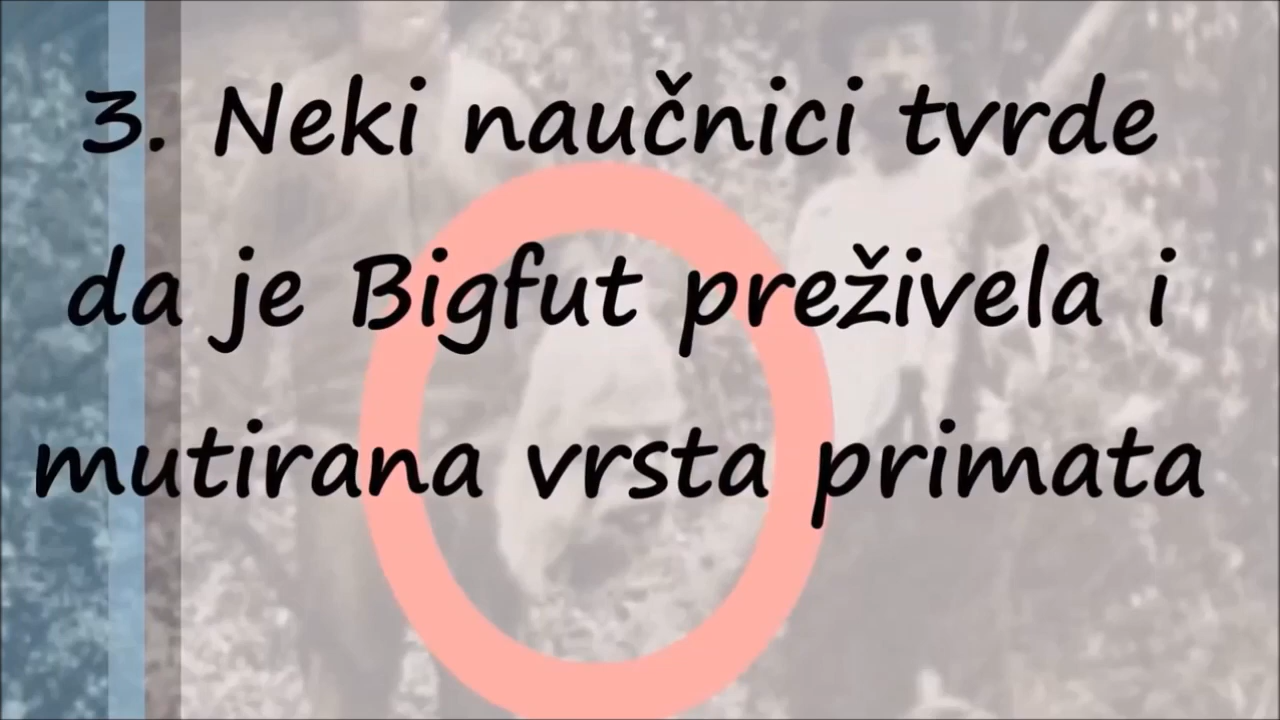 3. Neki naučnici tvrde
da je Bigfut preživela i
mutirana vrsta primata